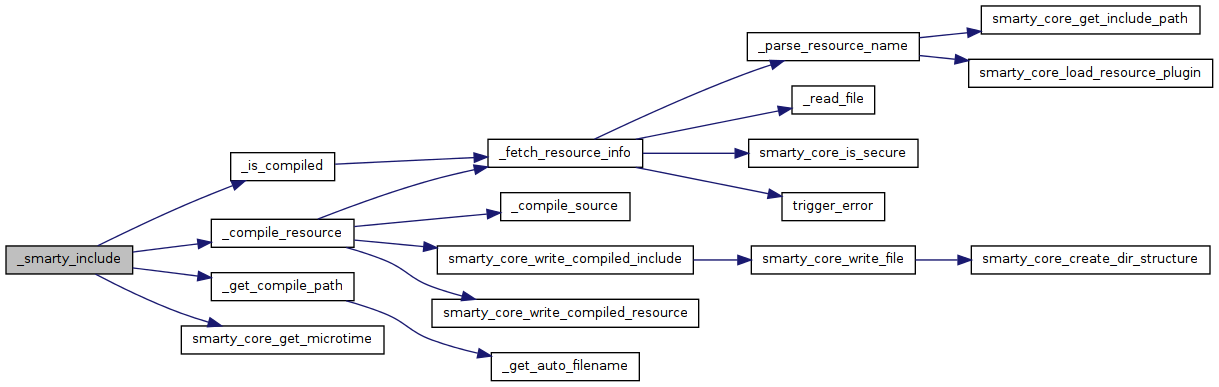 smarty_core_get_include_path
_parse_resource_name
smarty_core_load_resource_plugin
_read_file
_is_compiled
_fetch_resource_info
smarty_core_is_secure
_compile_source
trigger_error
_compile_resource
_smarty_include
smarty_core_write_compiled_include
smarty_core_write_file
smarty_core_create_dir_structure
_get_compile_path
smarty_core_write_compiled_resource
smarty_core_get_microtime
_get_auto_filename